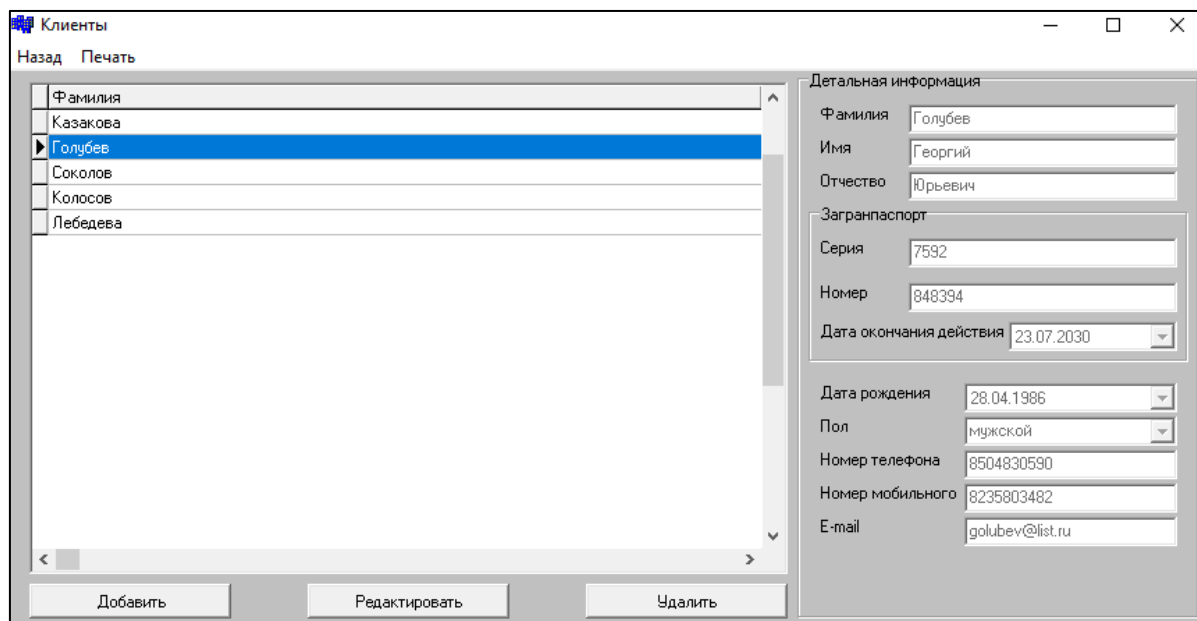 Клиенты
Назад Печать
Фамилия
Казакова
Голубев
Соколов
Колосов
Лебедева
Добавить Редактировать Удалить
Детальная информация
Фамилия Голубев
Имя Георгий
Отчество Юрьевич
Загранпаспорт
Серия 7592
Номер 848394
Дата окончания действия 23.07.2030
Дата рождения 28.04.1986
Пол мужской
Номер телефона 8504830590
Номер мобильного 8235803482
E-mail golubev@list.ru